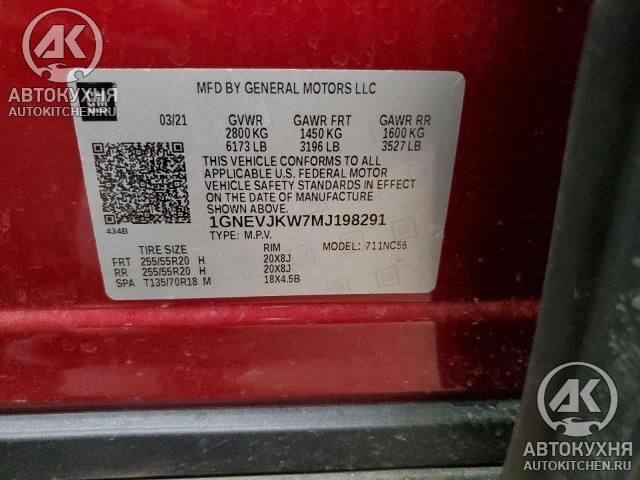 АК
АВТОКУХНЯ
AUTOKITCHEN.RU
GM
MFD BY GENERAL MOTORS LLC
03/21 GVWR GAWR FRT GAWR RR
2800 KG 1450 KG 1600 KG
6173 LB 3196 LB 3527 LB
THIS VEHICLE CONFORMS TO ALL
APPLICABLE U.S. FEDERAL MOTOR
VEHICLE SAFETY STANDARDS IN EFFECT
ON THE DATE OF MANUFACTURE
SHOWN ABOVE.
434B
1GNEVJKW7MJ198291
TYPE: M.P.V.
TIRE SIZE RIM MODEL: 711NC56
FRT 255/55R20 H 20X8J
RR 255/55R20 H 20X8J
SPA T135/70R18 M 18X4.5B
АК
АВТОКУХНЯ
AUTOKITCHEN.RU